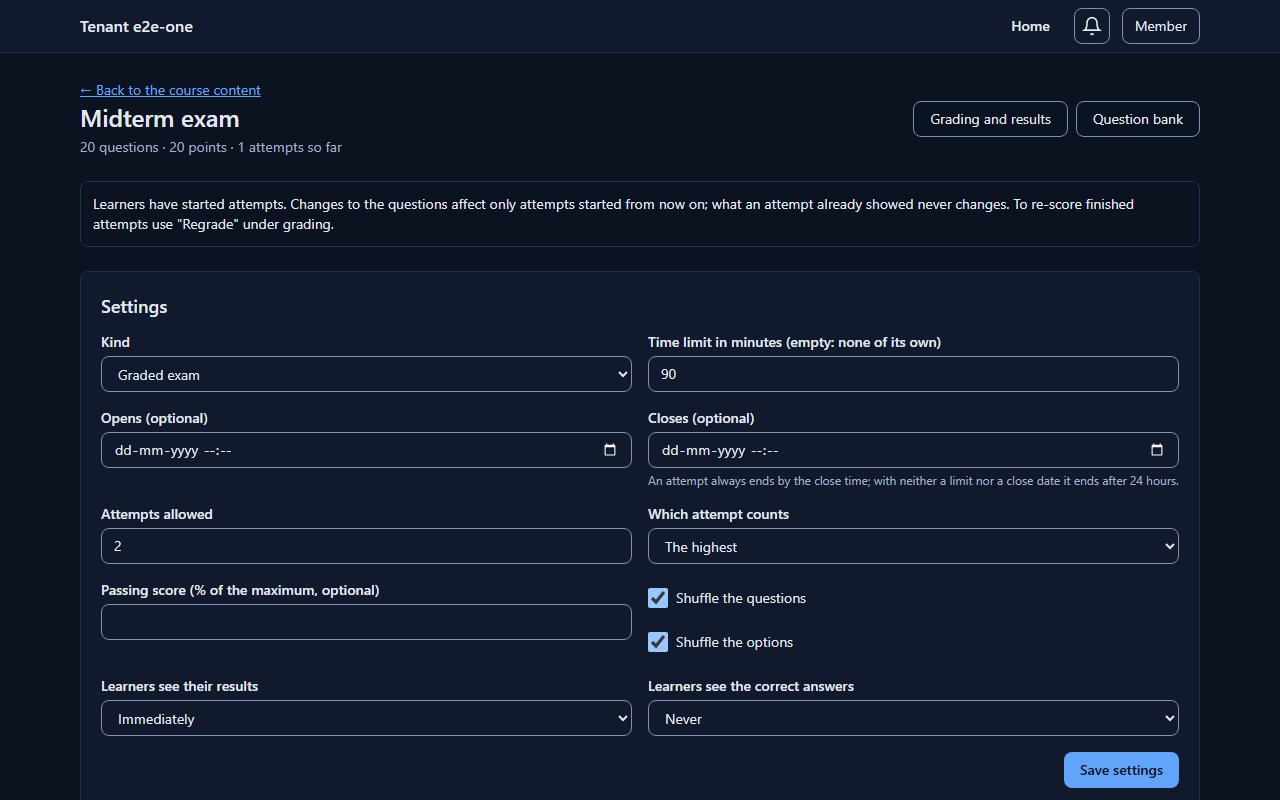 Tenant e2e-one
Home
Member
← Back to the course content
Midterm exam
Grading and results
Question bank
20 questions · 20 points · 1 attempts so far
Learners have started attempts. Changes to the questions affect only attempts started from now on; what an attempt already showed never changes. To re-score finished
attempts use "Regrade" under grading.
Settings
Kind
Time limit in minutes (empty: none of its own)
Graded exam
90
Opens (optional)
Closes (optional)
dd-mm-yyyy --:--
dd-mm-yyyy --:--
An attempt always ends by the close time; with neither a limit nor a close date it ends after 24 hours.
Attempts allowed
Which attempt counts
2
The highest
Passing score (% of the maximum, optional)
Shuffle the questions
Shuffle the options
Learners see their results
Learners see the correct answers
Immediately
Never
Save settings